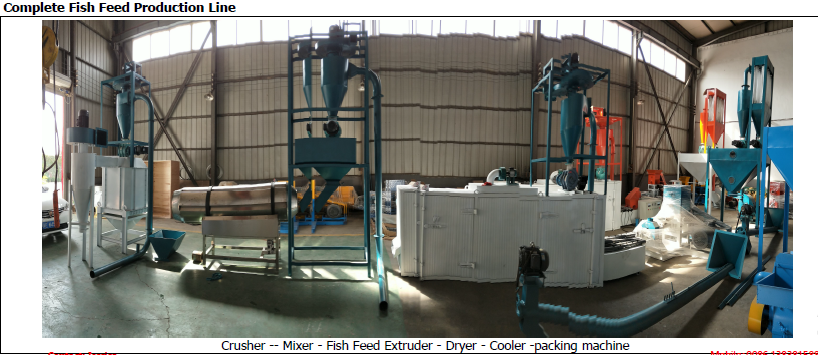 Complete Fish Feed Production Line
Crusher -- Mixer - Fish Feed Extruder - Dryer - Cooler -packing machine